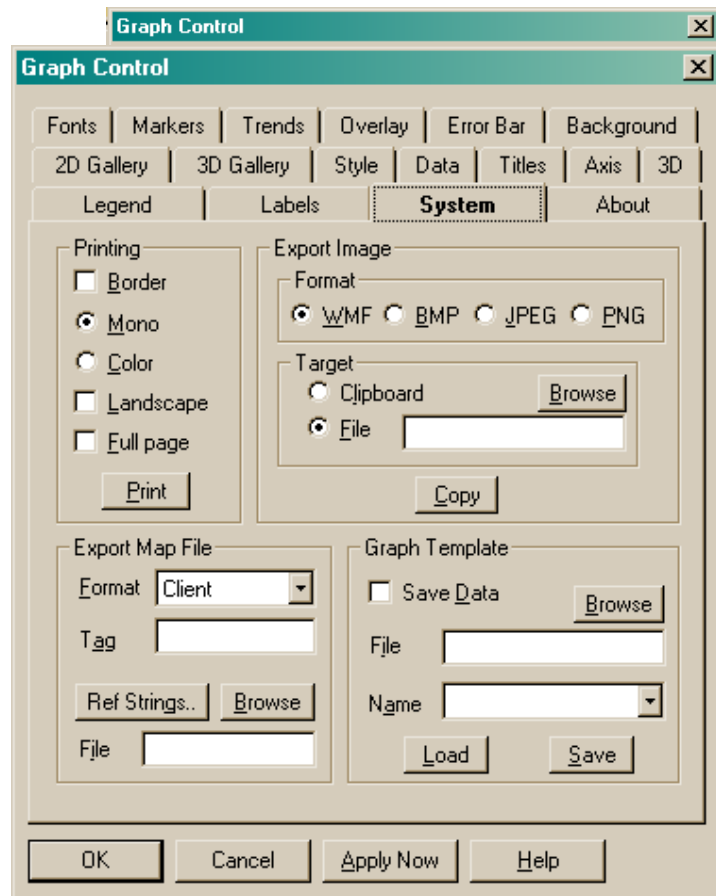 Graph Control
Graph Control
Fonts Markers Trends Overlay Error Bar Background
2D Gallery 3D Gallery Style Data Titles Axis 3D
Legend Labels System About
Printing
Border
Mono
Color
Landscape
Full page
Print
Export Image
Format
WMF BMP JPEG PNG
Target
Clipboard Browse
File
Copy
Export Map File
Format Client
Tag
Ref Strings.. Browse
File
Graph Template
Save Data Browse
File
Name
Load Save
OK Cancel Apply Now Help